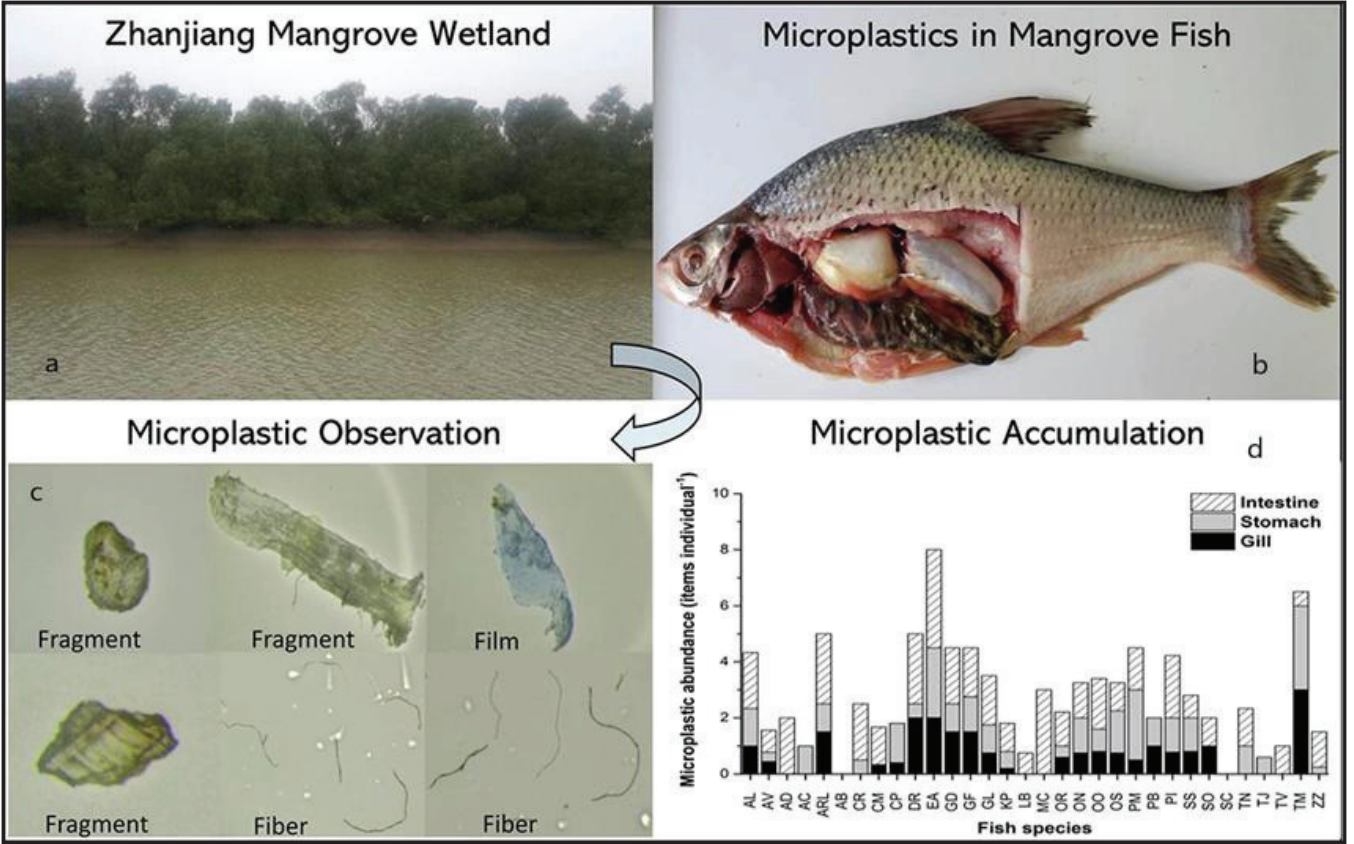 Zhanjiang Mangrove Wetland
a
Microplastics in Mangrove Fish
b
Microplastic Observation
c
Fragment
Fragment
Film
Fragment
Fiber
Fiber
Microplastic Accumulation
d
Microplastic abundance (items individual⁻¹)
10
8
6
4
2
0
Intestine
Stomach
Gill
AL AV AD AC ARL AB CR CM CP DR EA GD GF GL KP LB MC OR ON OO OS PM PB PI SS SO SC TN TJ TV TM ZZ
Fish species